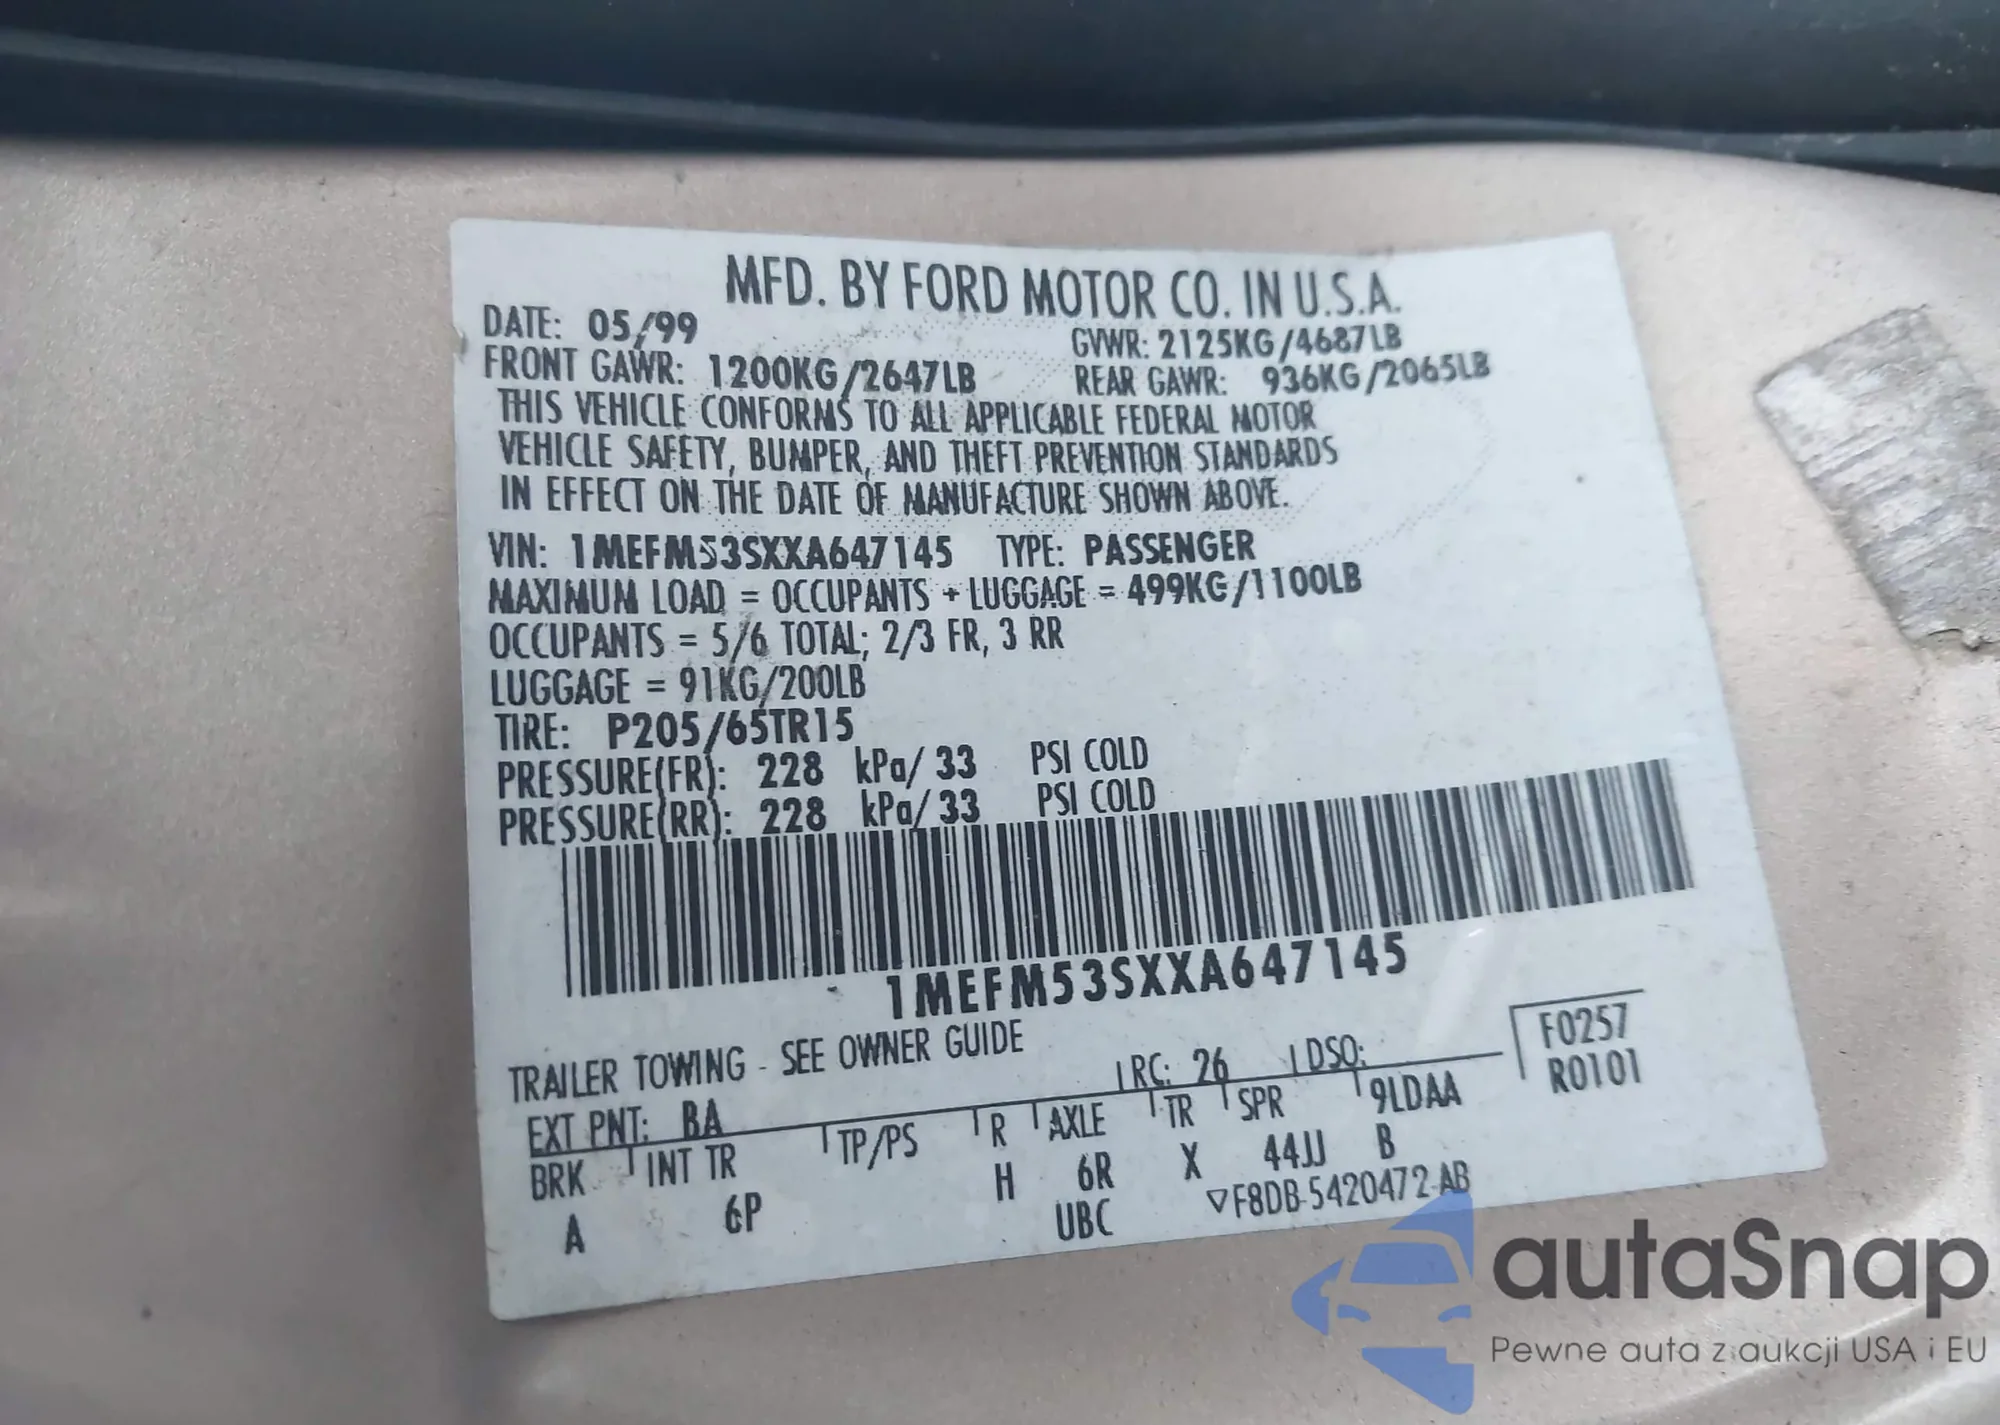 MFD. BY FORD MOTOR CO. IN U.S.A.
DATE: 05/99 GVWR: 2125KG/4687LB
FRONT GAWR: 1200KG/2647LB REAR GAWR: 936KG/2065LB
THIS VEHICLE CONFORMS TO ALL APPLICABLE FEDERAL MOTOR
VEHICLE SAFETY, BUMPER, AND THEFT PREVENTION STANDARDS
IN EFFECT ON THE DATE OF MANUFACTURE SHOWN ABOVE.
VIN: 1MEFM53SXXA647145 TYPE: PASSENGER
MAXIMUM LOAD = OCCUPANTS + LUGGAGE = 499KG/1100LB
OCCUPANTS = 5/6 TOTAL; 2/3 FR, 3 RR
LUGGAGE = 91KG/200LB
TIRE: P205/65TR15
PRESSURE(FR): 228 kPa/ 33 PSI COLD
PRESSURE(RR): 228 kPa/ 33 PSI COLD
1MEFM53SXXA647145
TRAILER TOWING - SEE OWNER GUIDE
F0257
R0101
EXT PNT: BA RC: 26 DSO:
BRK INT TR TP/PS R AXLE TR SPR 9LDAA
A 6P H 6R X 44JJ B
UBC ▽F8DB-5420472-AB
autaSnap
Pewne auta z aukcji USA i EU